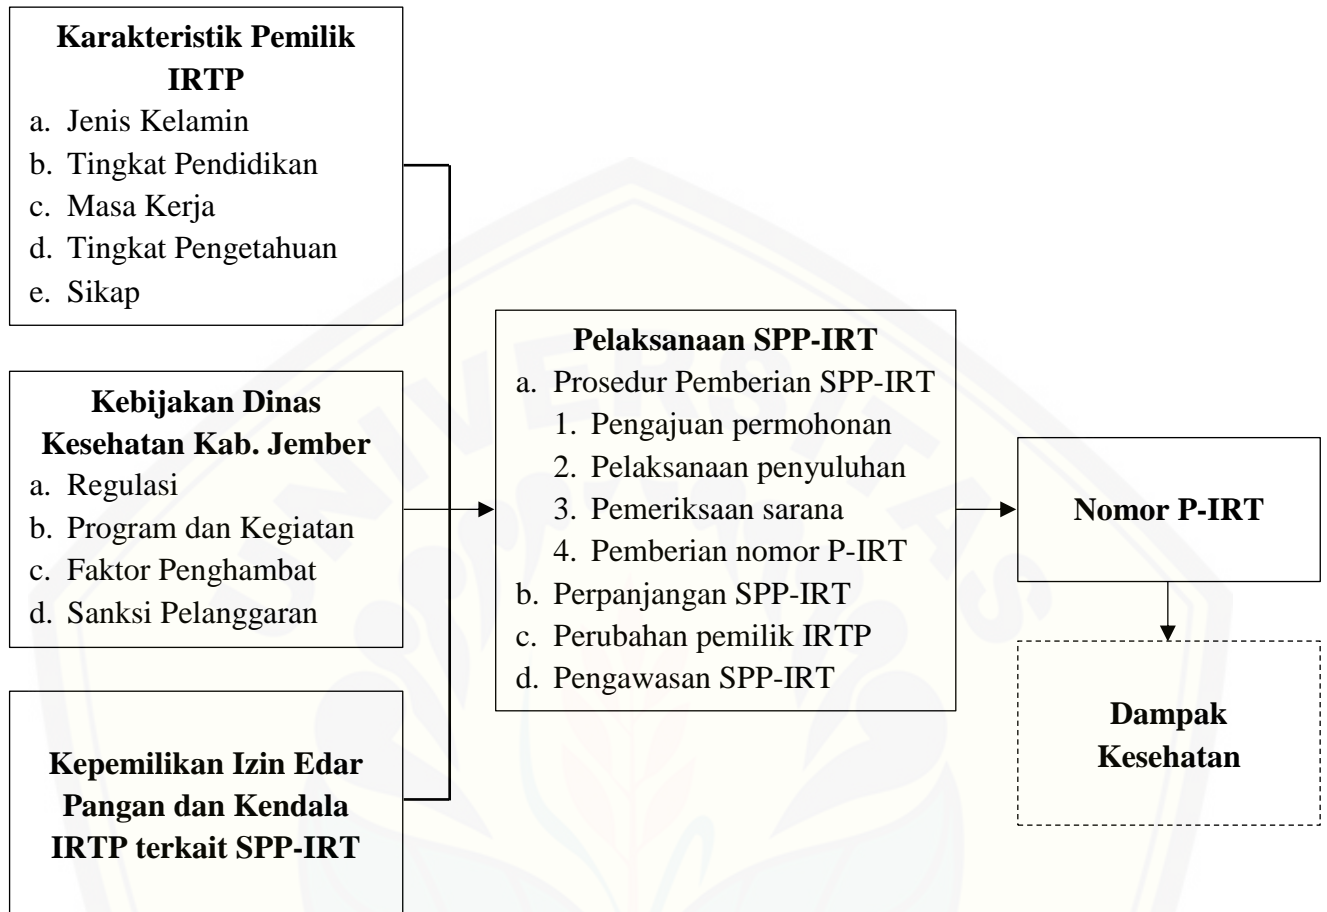 Karakteristik Pemilik
IRTP
a. Jenis Kelamin
b. Tingkat Pendidikan
c. Masa Kerja
d. Tingkat Pengetahuan
e. Sikap
Kebijakan Dinas
Kesehatan Kab. Jember
a. Regulasi
b. Program dan Kegiatan
c. Faktor Penghambat
d. Sanksi Pelanggaran
Kepemilikan Izin Edar
Pangan dan Kendala
IRTP terkait SPP-IRT
Pelaksanaan SPP-IRT
a. Prosedur Pemberian SPP-IRT
1. Pengajuan permohonan
2. Pelaksanaan penyuluhan
3. Pemeriksaan sarana
4. Pemberian nomor P-IRT
b. Perpanjangan SPP-IRT
c. Perubahan pemilik IRTP
d. Pengawasan SPP-IRT
Nomor P-IRT
Dampak
Kesehatan
UNIVERSITAS